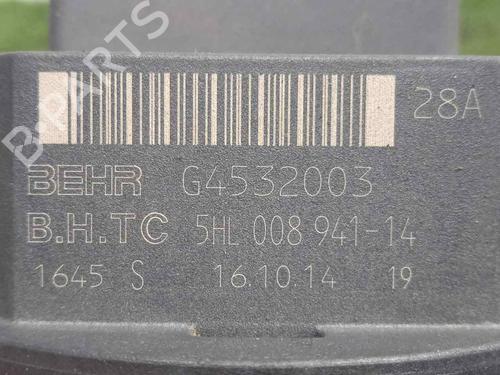 B-PARTS
28A
BEHR G4532003
B.H.TC 5HL 008 941-14
1645 S 16.10.14 19